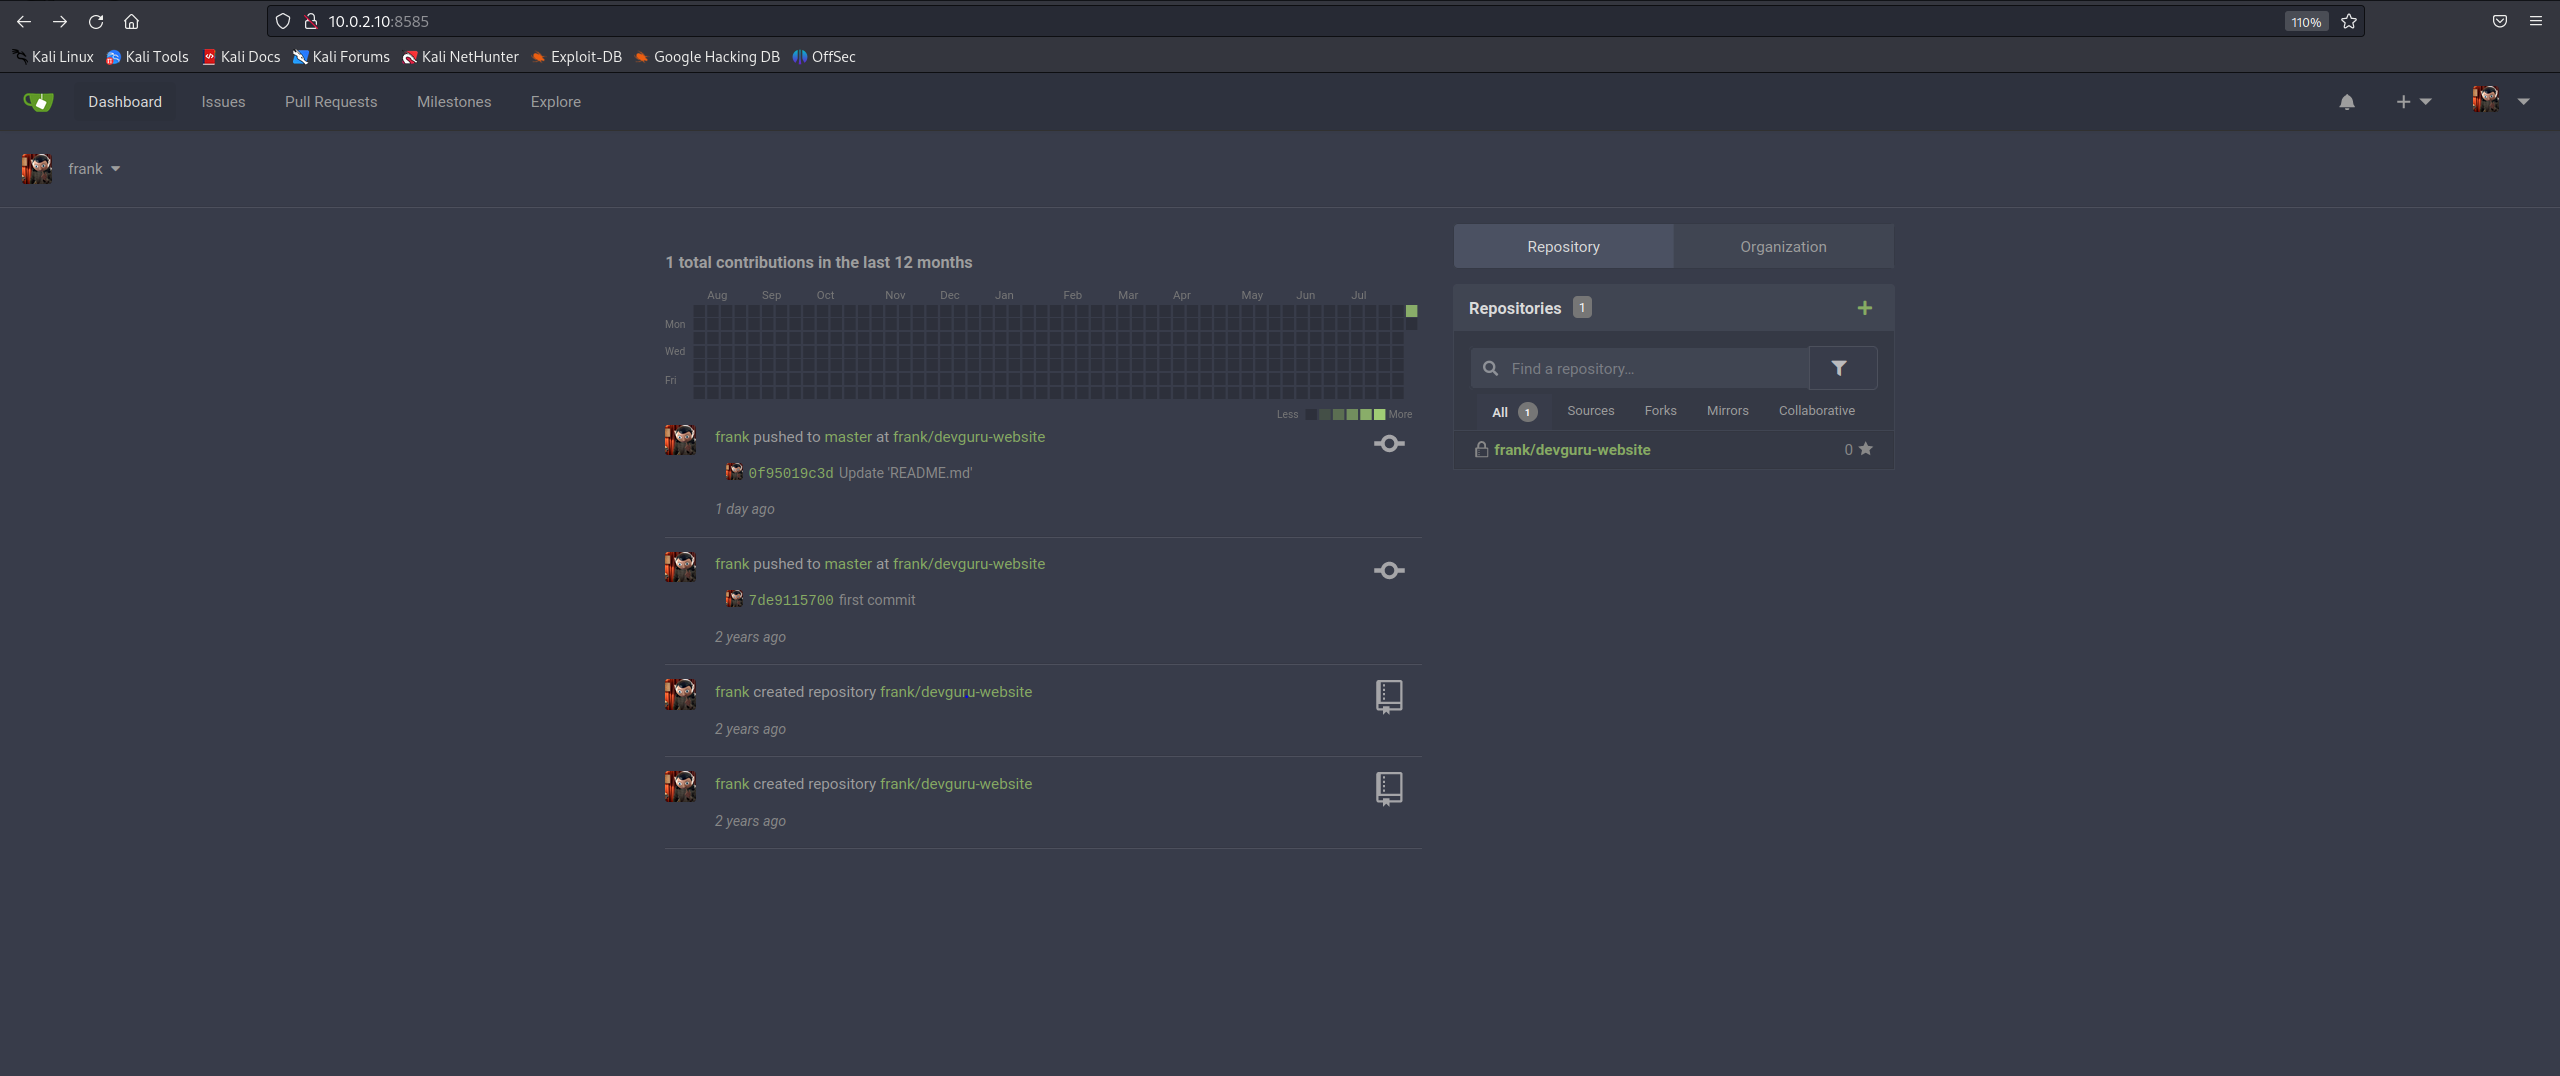 10.0.2.10:8585
110%
Kali Linux Kali Tools Kali Docs Kali Forums Kali NetHunter Exploit-DB Google Hacking DB OffSec
Dashboard Issues Pull Requests Milestones Explore
frank
1 total contributions in the last 12 months
Aug Sep Oct Nov Dec Jan Feb Mar Apr May Jun Jul
Mon
Wed
Fri
Less More
frank pushed to master at frank/devguru-website
0f95019c3d Update 'README.md'
1 day ago
frank pushed to master at frank/devguru-website
7de9115700 first commit
2 years ago
frank created repository frank/devguru-website
2 years ago
frank created repository frank/devguru-website
2 years ago
Repository Organization
Repositories 1
Find a repository...
All 1 Sources Forks Mirrors Collaborative
frank/devguru-website 0